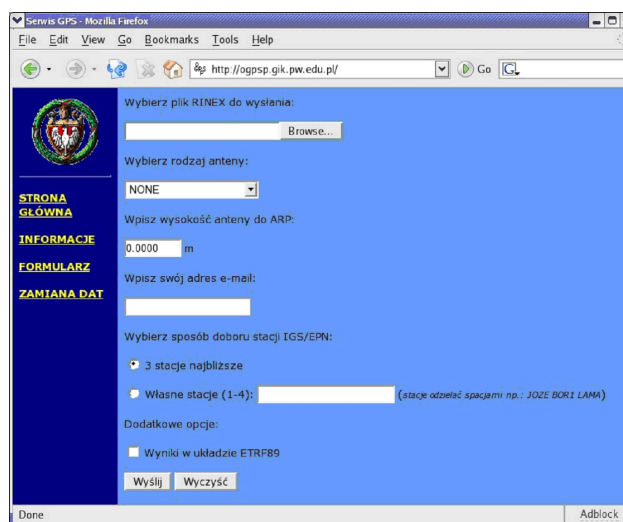 Serwis GPS - Mozilla Firefox
File Edit View Go Bookmarks Tools Help
http://ogpsp.gik.pw.edu.pl/ Go G
Wybierz plik RINEX do wysłania:
Browse...
Wybierz rodzaj anteny:
NONE
STRONA
GŁÓWNA
INFORMACJE
FORMULARZ
ZAMIANA DAT
Wpisz wysokość anteny do ARP:
0.0000 m
Wpisz swój adres e-mail:
Wybierz sposób doboru stacji IGS/EPN:
3 stacje najbliższe
Własne stacje (1-4): (stacje odzielać spacjami np.: JOZE BOR1 LAMA)
Dodatkowe opcje:
Wyniki w układzie ETRF89
Wyślij Wyczyść
Done Adblock